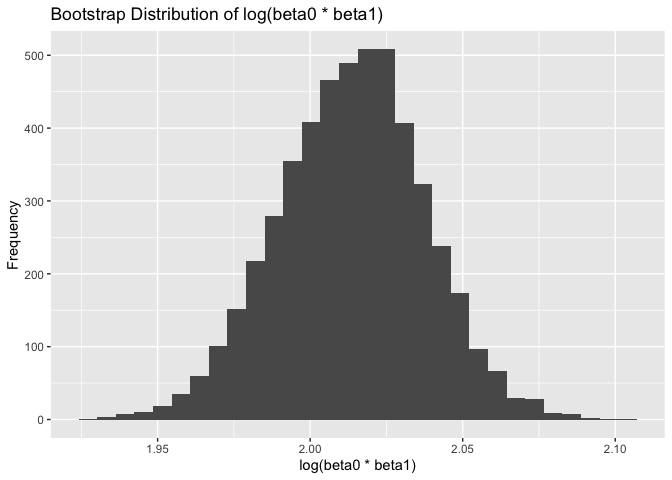 Bootstrap Distribution of log(beta0 * beta1)
500
400
300
200
100
0
Frequency
1.95 2.00 2.05 2.10
log(beta0 * beta1)